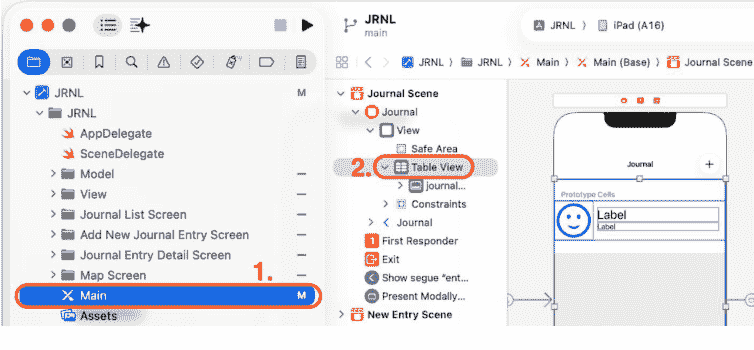 JRNL
main
JRNL 〉 iPad (A16)
JRNL 〉 JRNL 〉 Main 〉 Main (Base) 〉 Journal Scene
JRNL M
JRNL
AppDelegate
SceneDelegate
Model
View
Journal List Screen
Add New Journal Entry Screen
Journal Entry Detail Screen
Map Screen
1.
Main M
Assets
Journal Scene
Journal
View
Safe Area
2. Table View
journal...
Constraints
Journal
1 First Responder
Exit
Show segue “ent...
Present Modally...
New Entry Scene
Journal +
Prototype Cells
Label
Label